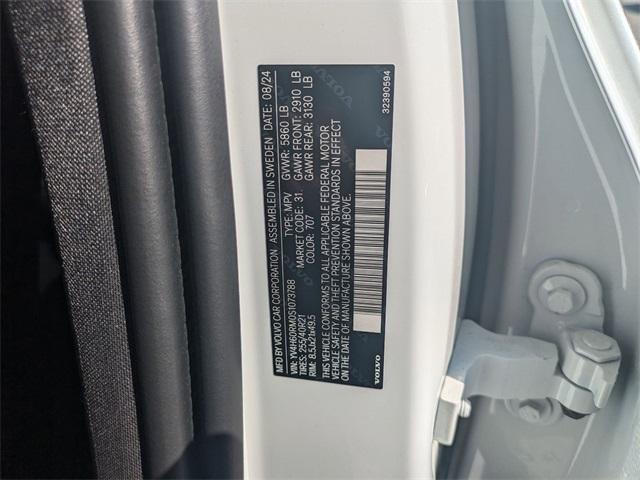 MFD BY VOLVO CAR CORPORATION ASSEMBLED IN SWEDEN DATE: 08/24
VIN: YV4H60RM0S1073788 GVWR: 5860 LB
TIRES: 255/40R21 TYPE: MPV GAWR FRONT: 2910 LB
RIM: 8.5Jx21x49.5 MARKET CODE: 31 GAWR REAR: 3130 LB
COLOR: 707
THIS VEHICLE CONFORMS TO ALL APPLICABLE FEDERAL MOTOR
VEHICLE SAFETY AND THEFT PREVENTION STANDARDS IN EFFECT
ON THE DATE OF MANUFACTURE SHOWN ABOVE.
VOLVO
32390594